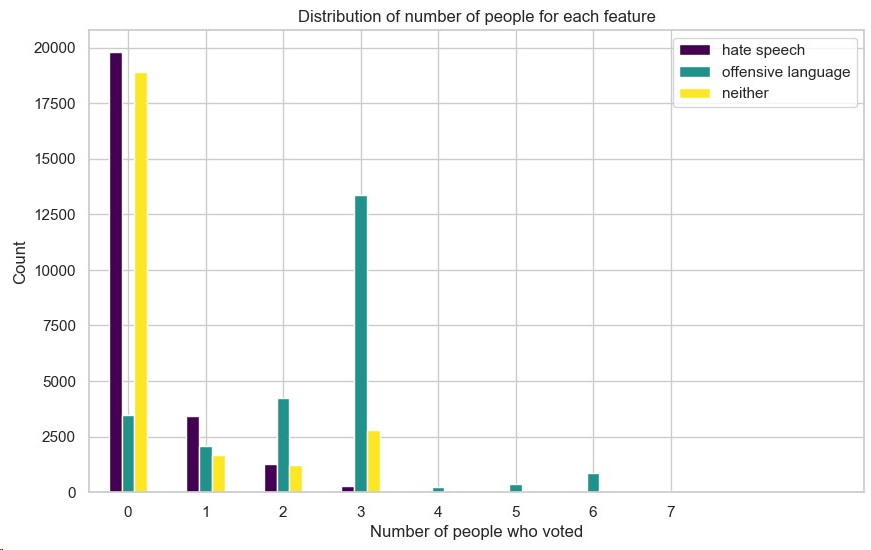 Distribution of number of people for each feature
hate speech
offensive language
neither
20000
17500
15000
12500
10000
7500
5000
2500
0
Count
0 1 2 3 4 5 6 7
Number of people who voted